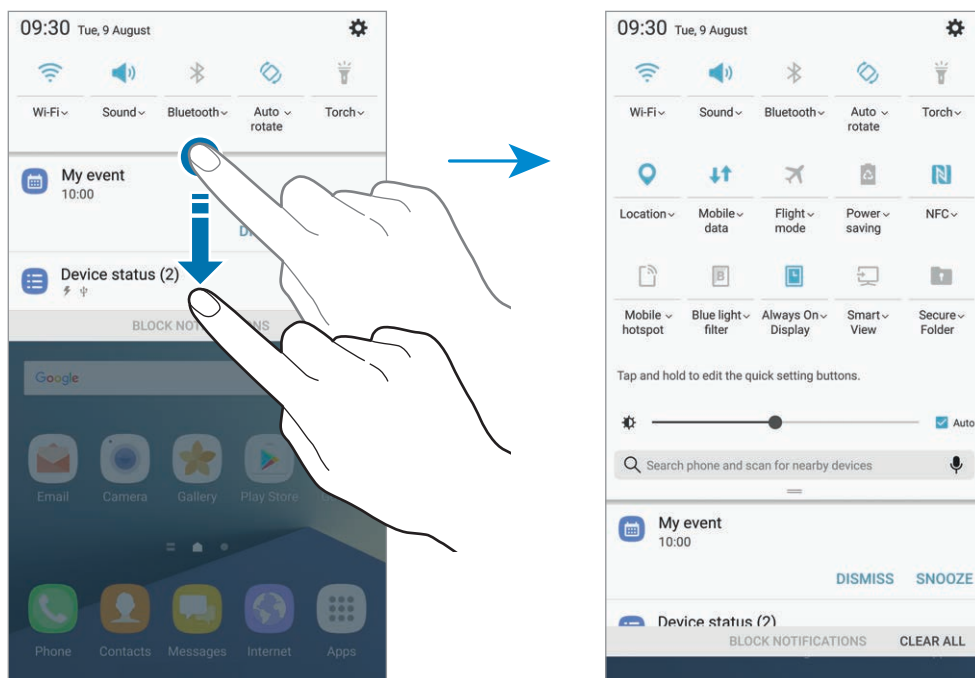 09:30 Tue, 9 August
Wi-Fi Sound Bluetooth Auto rotate Torch
My event
10:00
Device status (2)
Google
Email Camera Gallery Play Store
Phone Contacts Messages Internet Apps
09:30 Tue, 9 August
Wi-Fi Sound Bluetooth Auto rotate Torch
Location Mobile data Flight mode Power saving NFC
Mobile hotspot Blue light filter Always On Display Smart View Secure Folder
Tap and hold to edit the quick setting buttons.
Auto
Search phone and scan for nearby devices
My event
10:00
DISMISS SNOOZE
Device status (2)
BLOCK NOTIFICATIONS CLEAR ALL